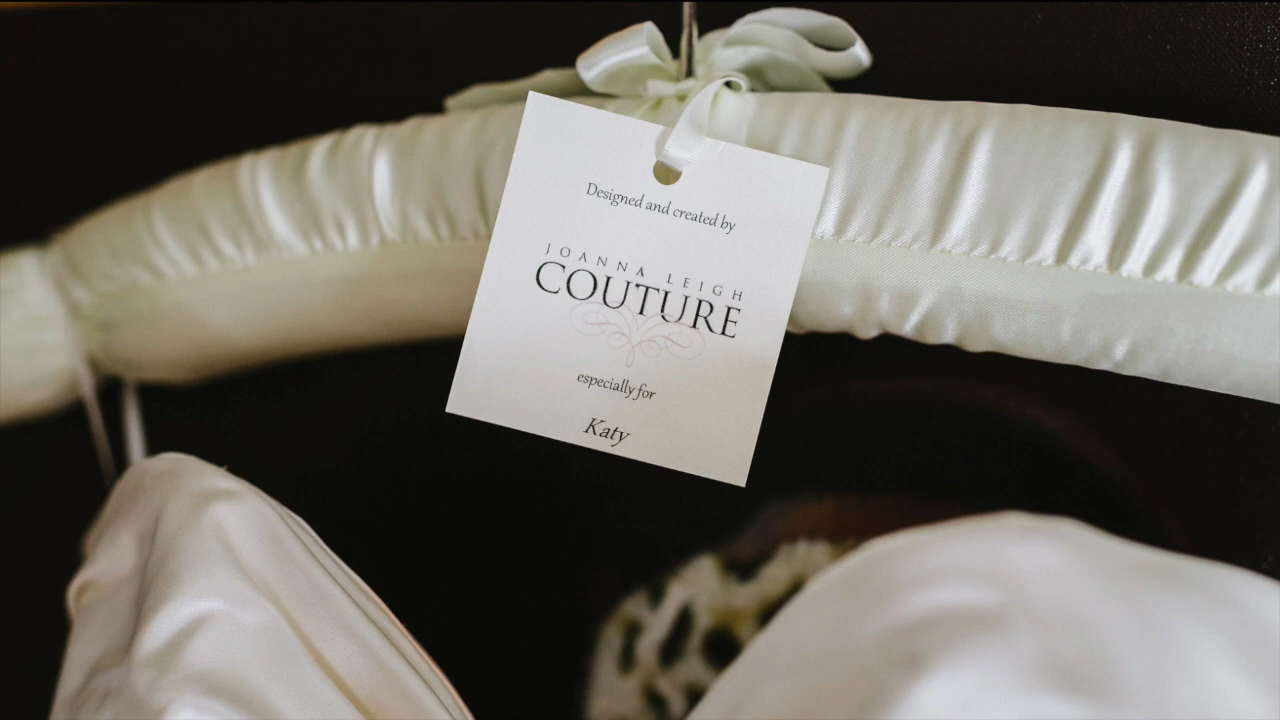 Designed and created by
JOANNA LEIGH
COUTURE
especially for
Katy